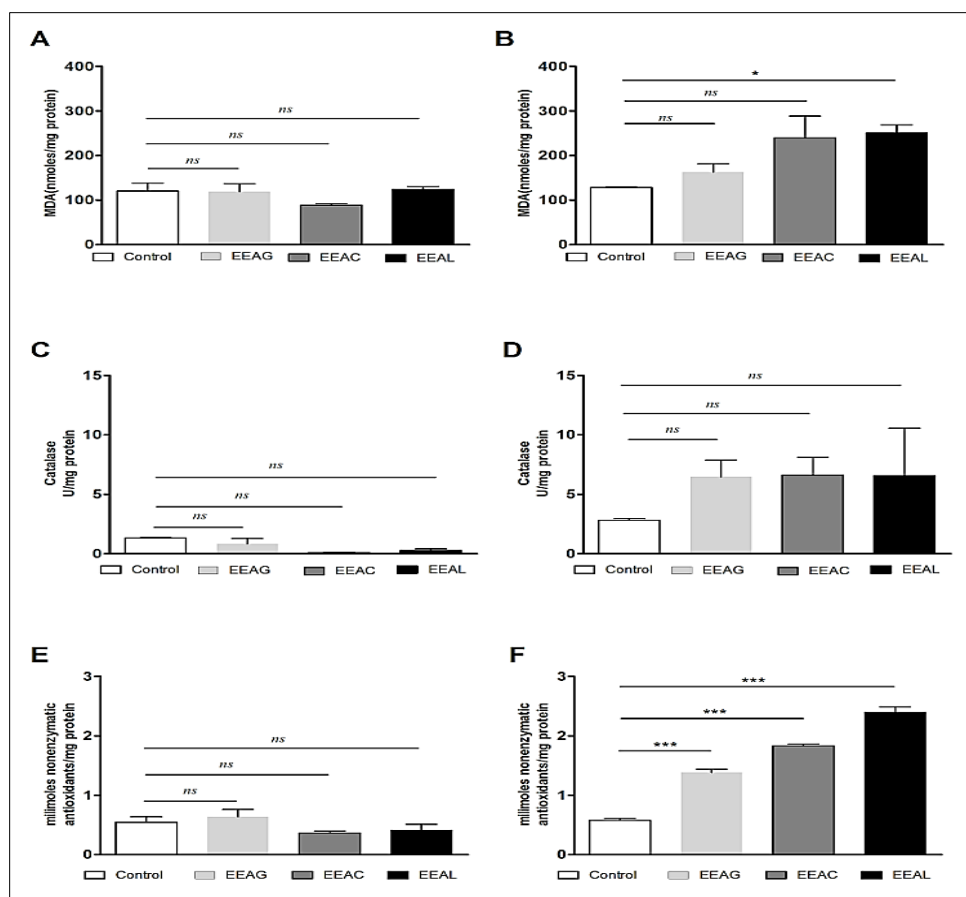 A
MDA(nmoles/mg protein)
400
300
200
100
0
ns
ns
ns
Control EEAG EEAC EEAL
B
MDA(nmoles/mg protein)
400
300
200
100
0
*
ns
ns
Control EEAG EEAC EEAL
C
Catalase
U/mg protein
15
10
5
0
ns
ns
ns
Control EEAG EEAC EEAL
D
Catalase
U/mg protein
15
10
5
0
ns
ns
ns
Control EEAG EEAC EEAL
E
milimoles nonenzymatic
antioxidants/mg protein
3
2
1
0
ns
ns
ns
Control EEAG EEAC EEAL
F
milimoles nonenzymatic
antioxidants/mg protein
3
2
1
0
***
***
***
Control EEAG EEAC EEAL